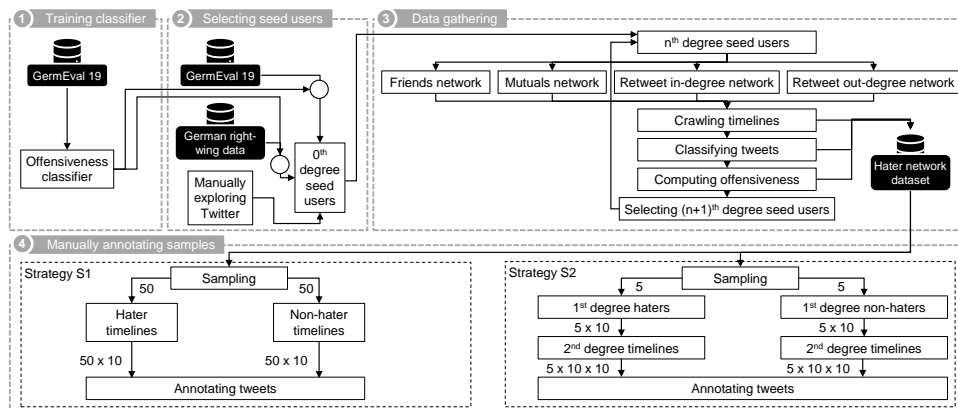 1 Training classifier
GermEval 19
Offensiveness
classifier
2 Selecting seed users
GermEval 19
German right-
wing data
Manually
exploring
Twitter
0th
degree
seed
users
3 Data gathering
nth degree seed users
Friends network
Mutuals network
Retweet in-degree network
Retweet out-degree network
Crawling timelines
Classifying tweets
Computing offensiveness
Selecting (n+1)th degree seed users
Hater network
dataset
4 Manually annotating samples
Strategy S1
Sampling
50
50
Hater
timelines
Non-hater
timelines
50 x 10
50 x 10
Annotating tweets
Strategy S2
Sampling
5
5
1st degree haters
1st degree non-haters
5 x 10
5 x 10
2nd degree timelines
2nd degree timelines
5 x 10 x 10
5 x 10 x 10
Annotating tweets